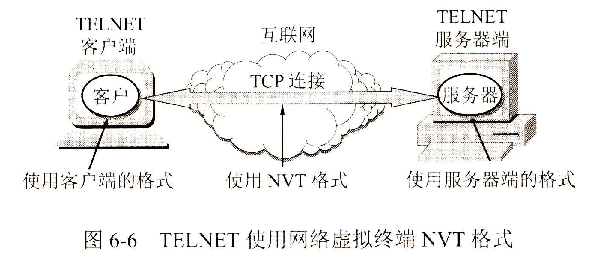 TELNET
客户端
互联网
TELNET
服务器端
客户
TCP 连接
服务器
使用客户端的格式
使用 NVT 格式
使用服务器端的格式
图 6-6 TELNET 使用网络虚拟终端 NVT 格式